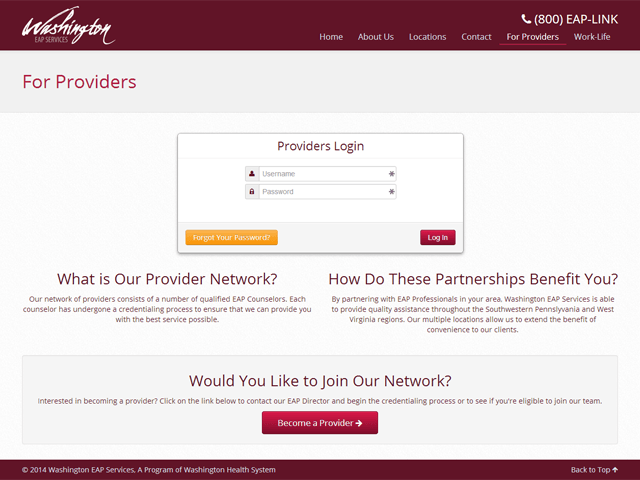 Washington
EAP SERVICES
(800) EAP-LINK
Home About Us Locations Contact For Providers Work-Life
For Providers
Providers Login
Username
Password
Forgot Your Password?
Log In
What is Our Provider Network?
Our network of providers consists of a number of qualified EAP Counselors. Each
counselor has undergone a credentialing process to ensure that we can provide you
with the best service possible.
How Do These Partnerships Benefit You?
By partnering with EAP Professionals in your area. Washington EAP Services is able
to provide quality assistance throughout the Southwestern Pennslyvania and West
Virginia regions. Our multiple locations allow us to extend the benefit of
convenience to our clients.
Would You Like to Join Our Network?
Interested in becoming a provider? Click on the link below to contact our EAP Director and begin the credentialing process or to see if you're eligible to join our team.
Become a Provider
© 2014 Washington EAP Services, A Program of Washington Health System
Back to Top